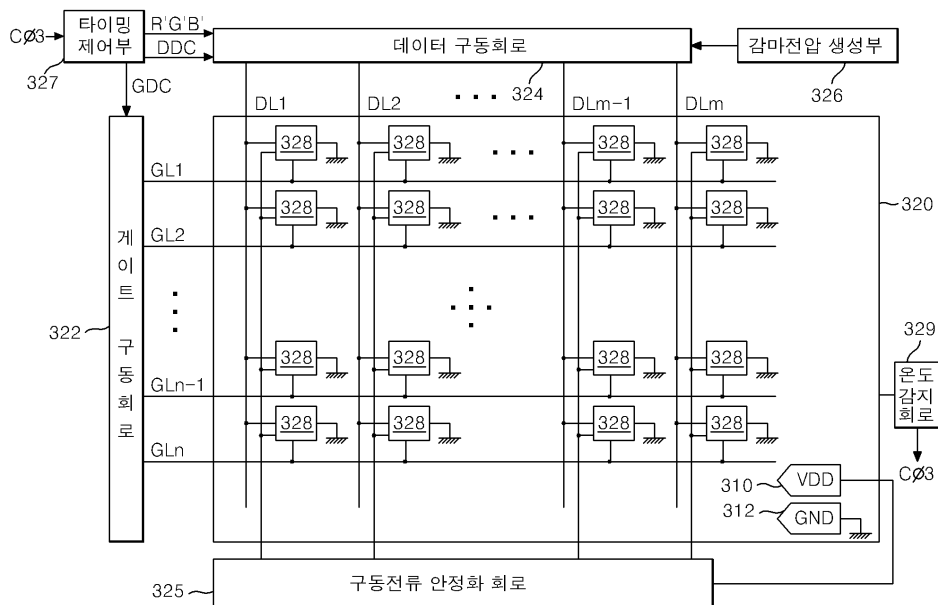 타이밍
제어부
R'G'B'
DDC
CØ3
327
GDC
데이터 구동회로
324
감마전압 생성부
326
DL1 DL2 DLm-1 DLm
328 328 328 328
GL1
328 328 328 328
GL2
320
게이트 구동회로
322
329
온도
감지
회로
CØ3
328 328 328 328
GLn-1
328 328 328 328
GLn
310 VDD
312 GND
325
구동전류 안정화 회로